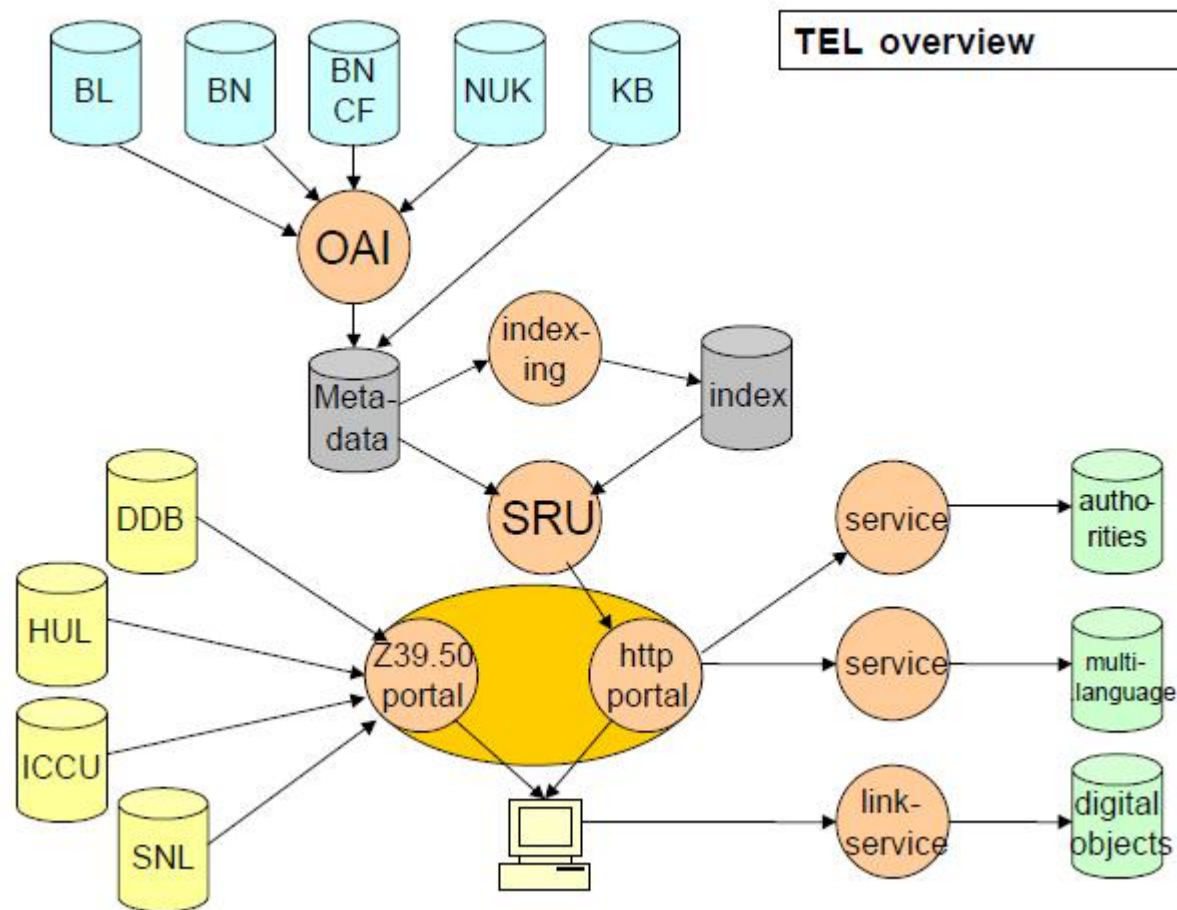 TEL overview
BL
BN
BN
CF
NUK
KB
OAI
index-
ing
Meta-
data
index
DDB
SRU
service
autho-
rities
HUL
Z39.50
portal
http
portal
service
multi-
.language
ICCU
SNL
link-
service
digital
objects